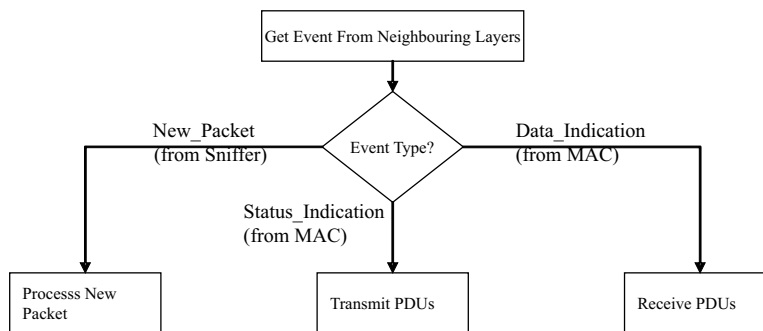 Get Event From Neighbouring Layers
New_Packet
(from Sniffer)
Event Type?
Data_Indication
(from MAC)
Status_Indication
(from MAC)
Processs New
Packet
Transmit PDUs
Receive PDUs